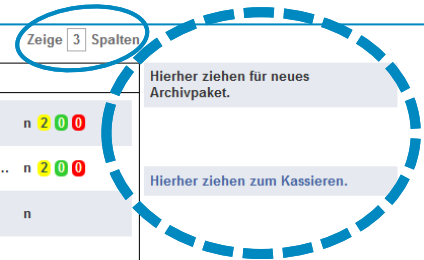 Zeige 3 Spalten
Hierher ziehen für neues
Archivpaket.
n 2 0 0
.. n 2 0 0
Hierher ziehen zum Kassieren.
n